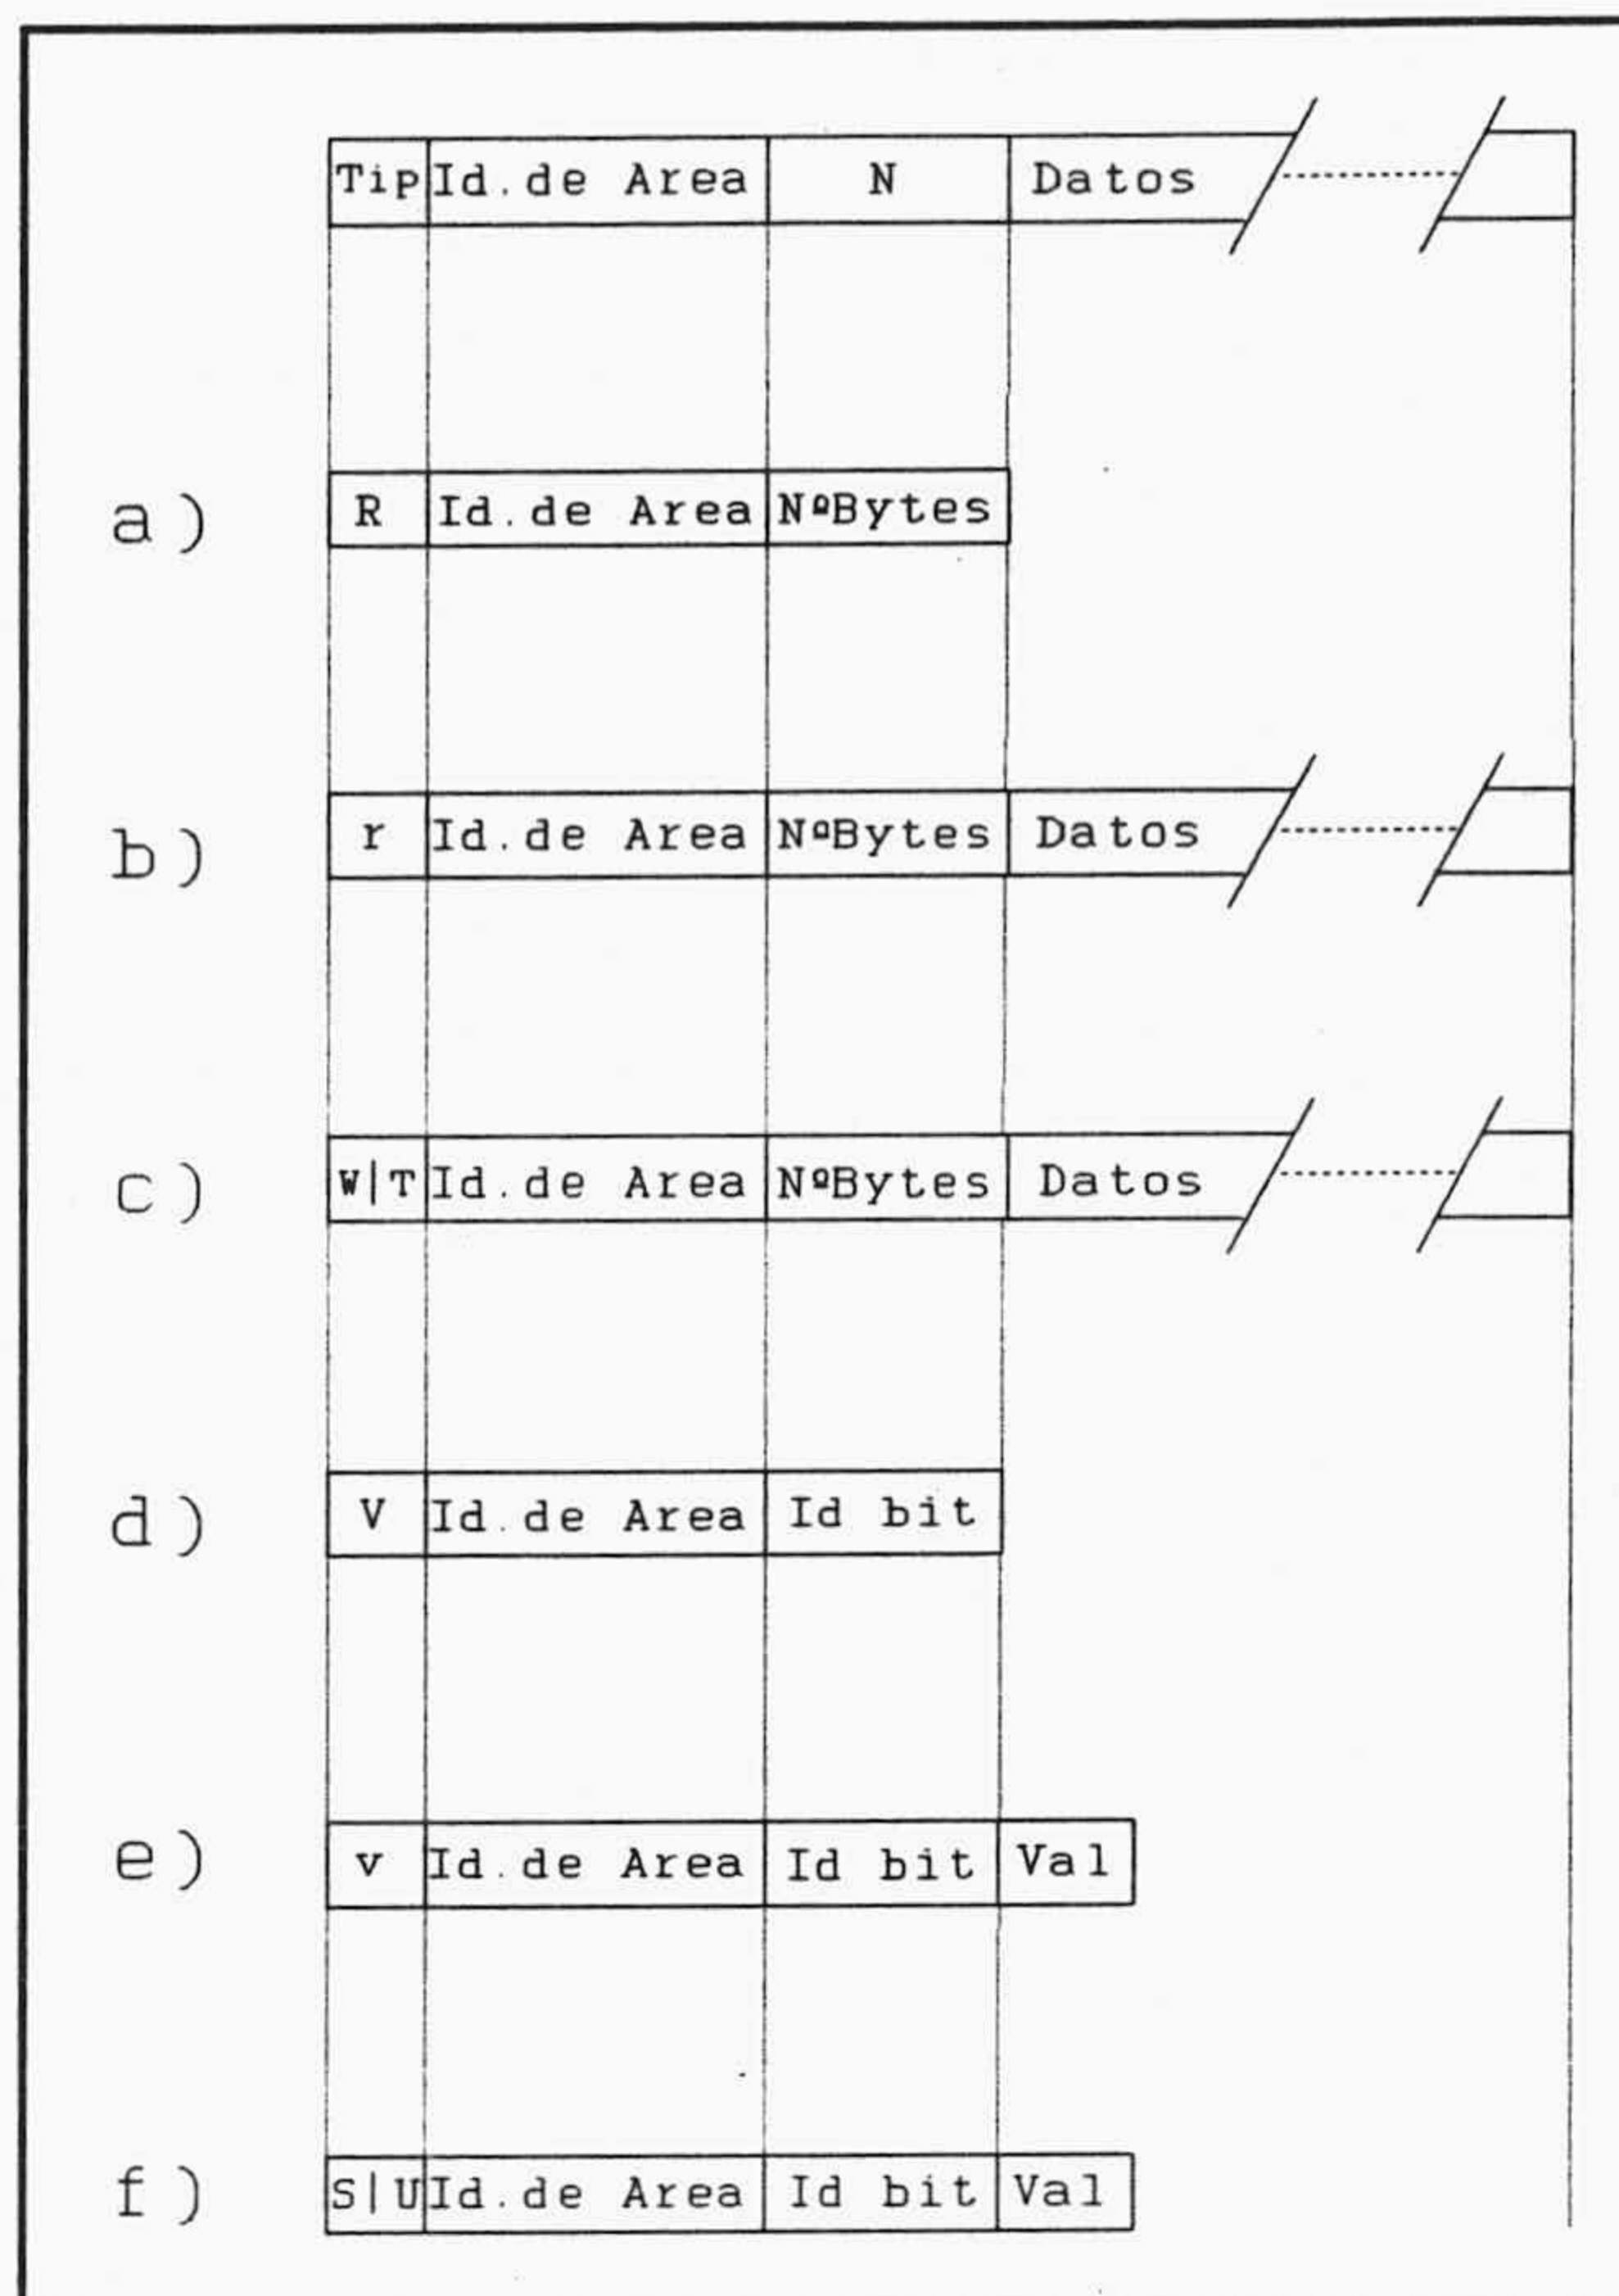 Tip Id.de Area N Datos
a) R Id.de Area NºBytes
b) r Id.de Area NºBytes Datos
c) W|T Id.de Area NºBytes Datos
d) V Id.de Area Id bit
e) v Id.de Area Id bit Val
f) S|U Id.de Area Id bit Val